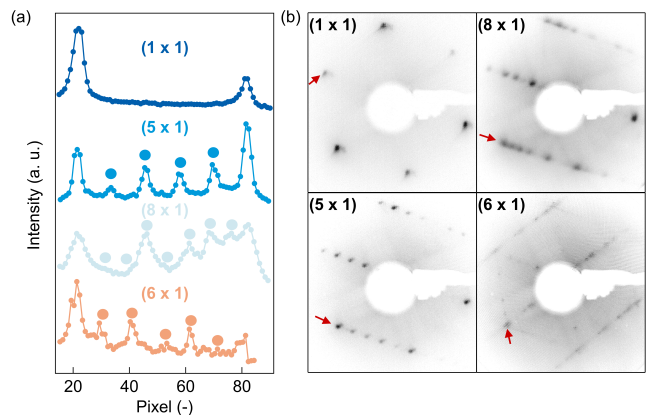 (a)
(1 x 1)
(5 x 1)
(8 x 1)
(6 x 1)
Intensity (a. u.)
20
40
60
80
Pixel (-)
(b)
(1 x 1)
(8 x 1)
(5 x 1)
(6 x 1)